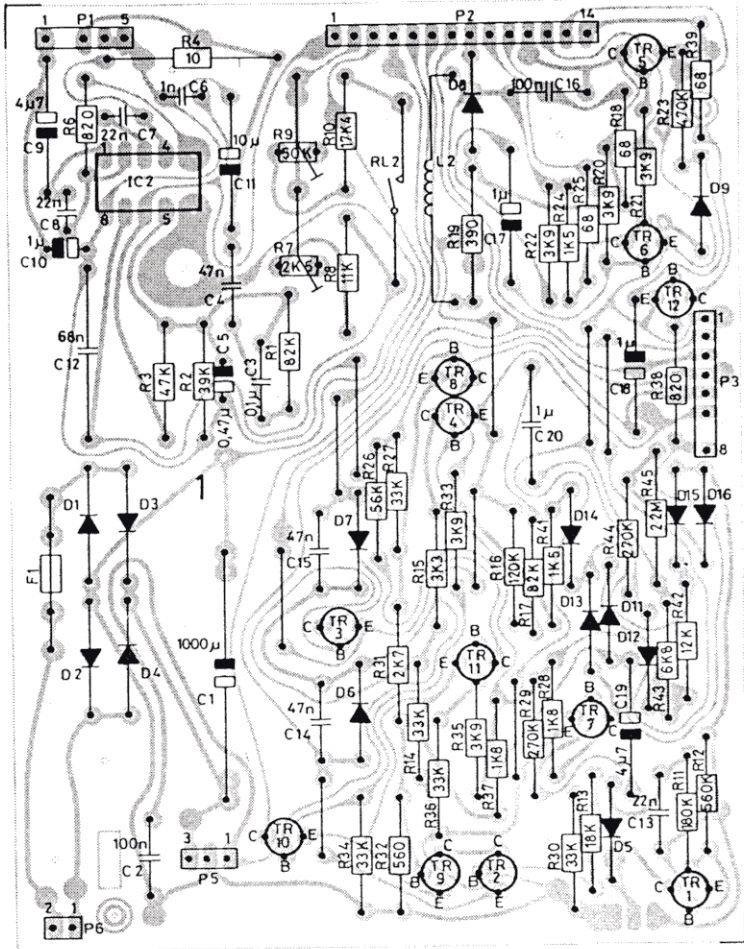 1 P1 5
1 P2 14
R4
10
C TR 5 E
B
R39
68
4µ7
C9
R6
820
1n C6
22n C7
10µ
C11
R9
50K
R10
17K4
RL2
L2
D8
100n C16
R18
68
R23
470K
1 4
IC2
8 5
22n
C8
1µ
C10
R7
2K5
R8
11K
R19
390
1µ
C17
R22
3K9
R24
1K5
R25
68
R20
3K9
R21
3K9
D9
C TR 6 E
B
47n
C4
B
E TR 12 C
68n
C12
R3
47K
R2
39K
C5
0,47µ
C3
0,1µ
R1
82K
B
E TR 8 C
C TR 4 E
B
1µ
C20
1µ
C18
R38
820
1
P3
8
1
R26
56K
R27
33K
R33
3K9
R45
2.2M
D15
D16
D1
D3
F1
D2
D4
47n
C15
D7
R15
3K3
R16
120K
R17
82K
R41
1K5
D14
R44
270K
D13
D11
D12
R42
12K
R43
6K8
1000µ
C1
C TR 3 E
B
R31
2K7
B
E TR 11 C
47n
C14
D6
R14
33K
R35
3K9
R37
1K8
R29
270K
R28
1K8
B
E TR 7 C
C19
4µ7
R36
33K
R34
33K
R32
560
R30
33K
R13
18K
D5
22n
C13
R11
180K
R12
560K
100n
C2
3 1
P5
C TR 10 E
B
C
B TR 9
E
C
B TR 2
E
B
C TR 1 E
B
2 1
P6